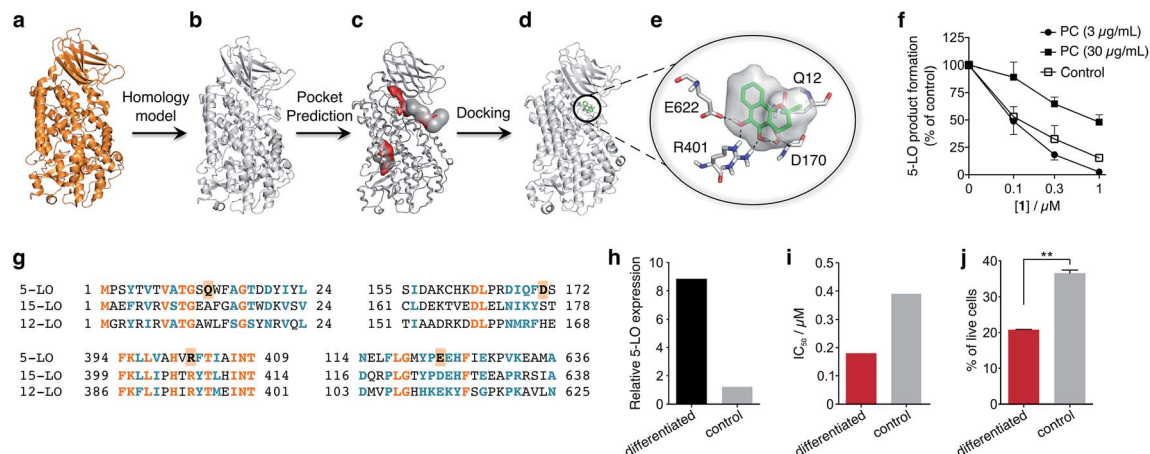 a
b
c
d
e
f
Homology
model
Pocket
Prediction
Docking
Q12
E622
R401
D170
5-LO product formation
(% of control)
125
100
75
50
25
0
0
0.1
0.3
1
[1] / µM
PC (3 µg/mL)
PC (30 µg/mL)
Control
g
5-LO 1 MPSYTVTVATGSQWFAGTDDYIYL 24 155 SIDAKCHKDLPRDIQFDS 172
15-LO 1 MAEFRVRVSTGEAFGAGTWDKVSV 24 161 TLVDEKTVEDLELNIKYST 178
12-LO 1 MGRYRIRVATGAWLFSGSYNRVQL 24 151 TIAADRKDDLPPNMRFHE 168
5-LO 394 FKLLVAHVRFTIAINT 409 114 NELFLGMYPEEHFIEKPVKEAMA 636
15-LO 399 FKLLIPHTRYTLHINT 414 116 DQRPLGTYPDEHFTEEAPRRSIA 638
12-LO 386 FKFLIPHIRYTMEINT 401 103 DMVPLGHHKEKYFSGPKPKAVLN 625
h
Relative 5-LO expression
10
8
6
4
2
0
differentiated
control
i
IC50 / µM
0.5
0.4
0.3
0.2
0.1
0
differentiated
control
j
% of live cells
40
30
20
10
0
**
differentiated
control